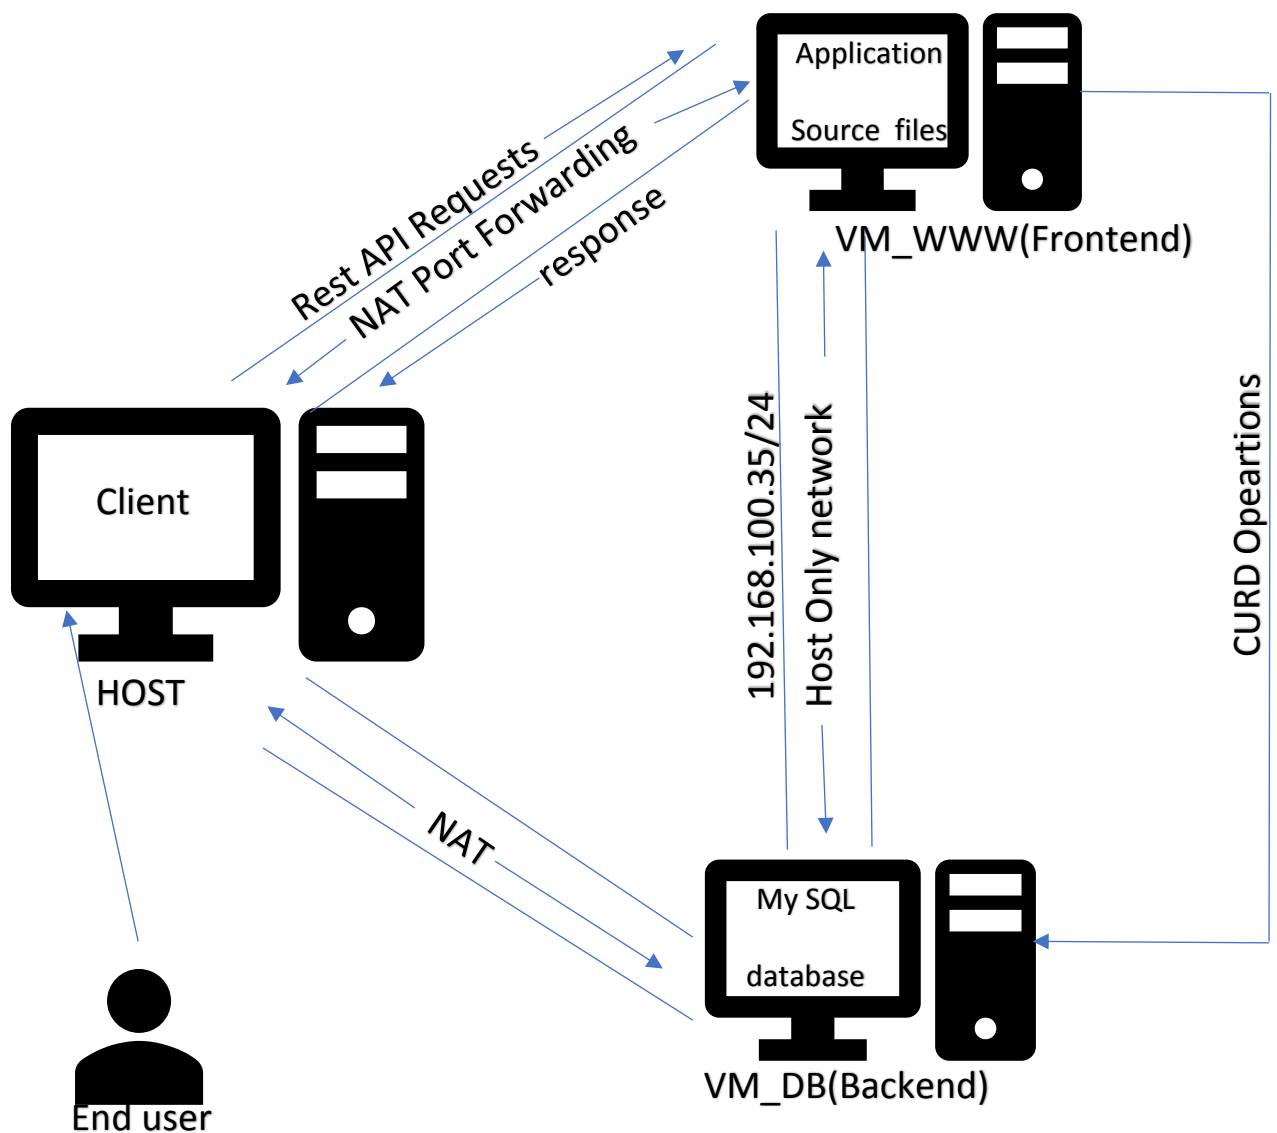 Application
Source files
VM_WWW(Frontend)
Rest API Requests
NAT Port Forwarding
response
Client
HOST
192.168.100.35/24
Host Only network
CURD Opeartions
NAT
My SQL
database
VM_DB(Backend)
End user